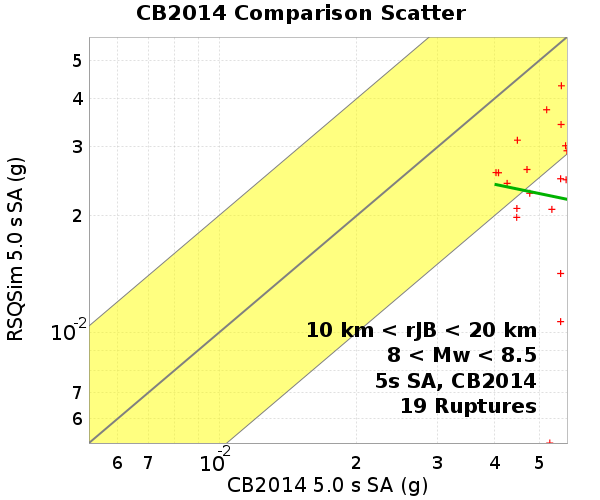 CB2014 Comparison Scatter
RSQSim 5.0 s SA (g)
5
4
3
2
10-2
7
6
10 km < rJB < 20 km
8 < Mw < 8.5
5s SA, CB2014
19 Ruptures
6 7 10-2 2 3 4 5
CB2014 5.0 s SA (g)